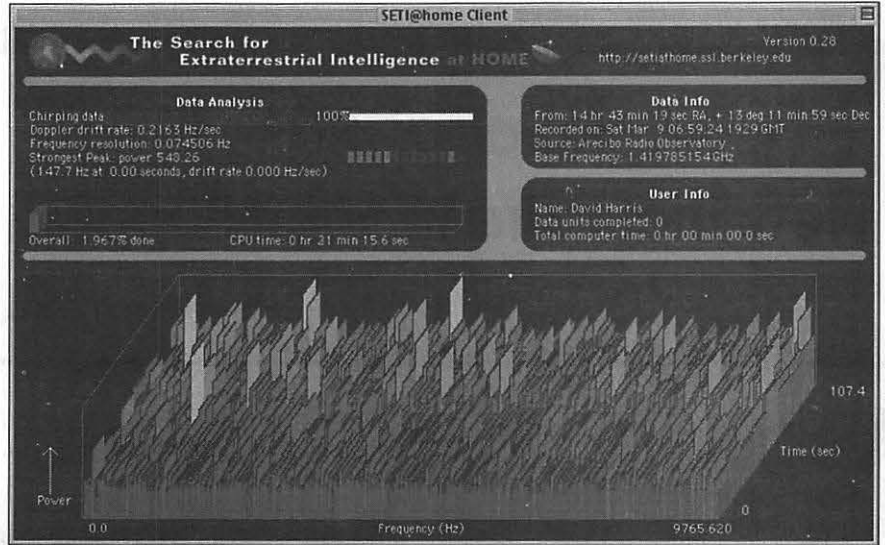 SETI@home Client
The Search for
Extraterrestrial Intelligence at HOME
Version 0.28
http://setiathome.ssl.berkeley.edu
Data Analysis
Chirping data 100%
Doppler drift rate: 0.2163 Hz/sec
Frequency resolution: 0.074506 Hz
Strongest Peak: power 548.26
(147.7 Hz at 0.00 seconds, drift rate 0.000 Hz/sec)
Overall: 1.967% done CPU time: 0 hr 21 min 15.6 sec
Data Info
From: 14 hr 43 min 19 sec RA, + 13 deg 11 min 59 sec Dec
Recorded on: Sat Mar 9 06:59:24 1929 GMT
Source: Arecibo Radio Observatory
Base Frequency: 1.419785154 GHz
User Info
Name: David Harris
Data units completed: 0
Total computer time: 0 hr 00 min 00.0 sec
107.4
Time (sec)
Power
0
0.0 Frequency (Hz) 9765.620